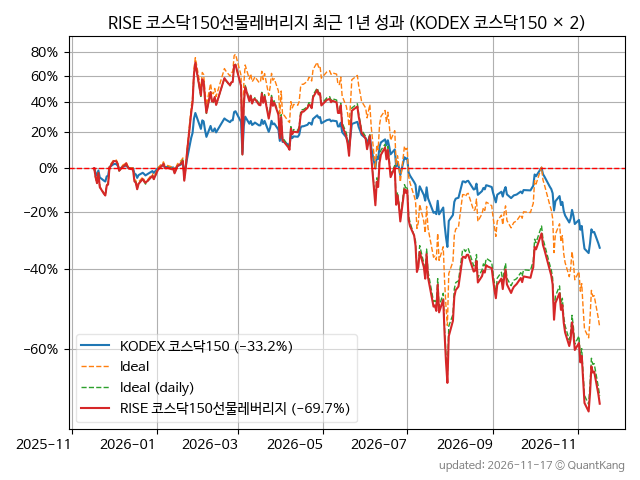 RISE 코스닥150선물레버리지 최근 1년 성과 (KODEX 코스닥150 × 2)
80%
60%
40%
20%
0%
−20%
−40%
−60%
KODEX 코스닥150 (−33.2%)
Ideal
Ideal (daily)
RISE 코스닥150선물레버리지 (−69.7%)
2025-11 2026-01 2026-03 2026-05 2026-07 2026-09 2026-11
updated: 2026-11-17 © QuantKang